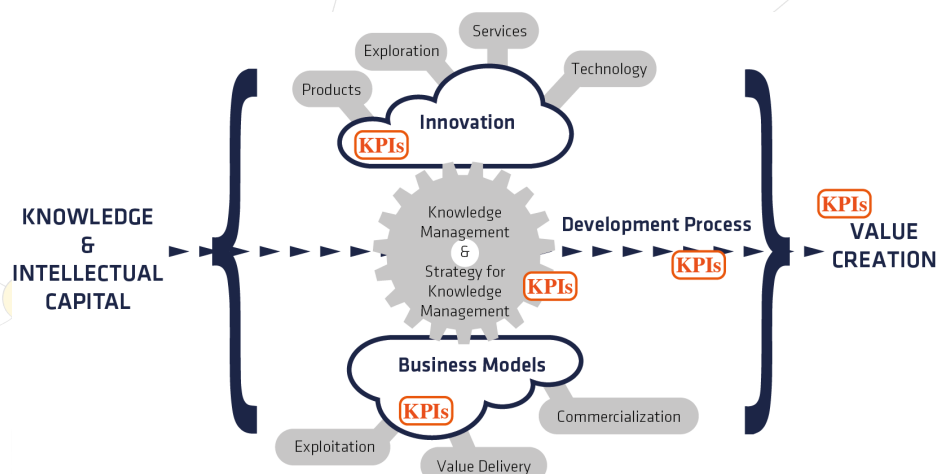 Services
Exploration
Technology
Products
Innovation
KPIs
KNOWLEDGE
&
INTELLECTUAL
CAPITAL
Knowledge
Management
&
Strategy for
Knowledge
Management
KPIs
Development Process
KPIs
KPIs
VALUE
CREATION
Business Models
KPIs
Commercialization
Exploitation
Value Delivery